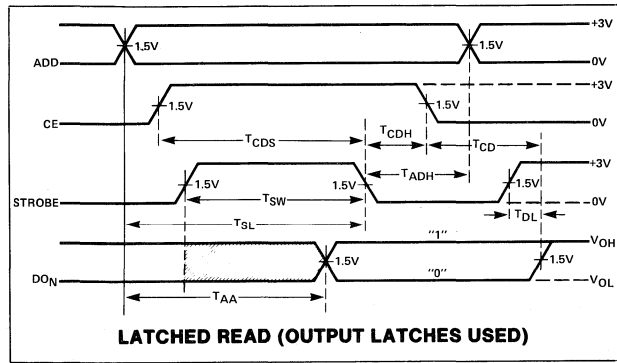 +3V
1.5V 1.5V
ADD 0V
+3V
1.5V 1.5V
CE 0V
TCDS TCDH TCD
+3V
TADH
1.5V TSW 1.5V 1.5V
STROBE 0V
TSL TDL
"1" VOH
1.5V 1.5V
DON "0" VOL
TAA
LATCHED READ (OUTPUT LATCHES USED)